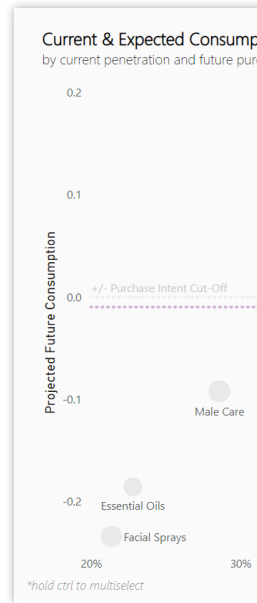 Current & Expected Consump
by current penetration and future pur
0.2
0.1
+/- Purchase Intent Cut-Off
0.0
Projected Future Consumption
-0.1
Male Care
-0.2
Essential Oils
Facial Sprays
20%
30%
*hold ctrl to multiselect